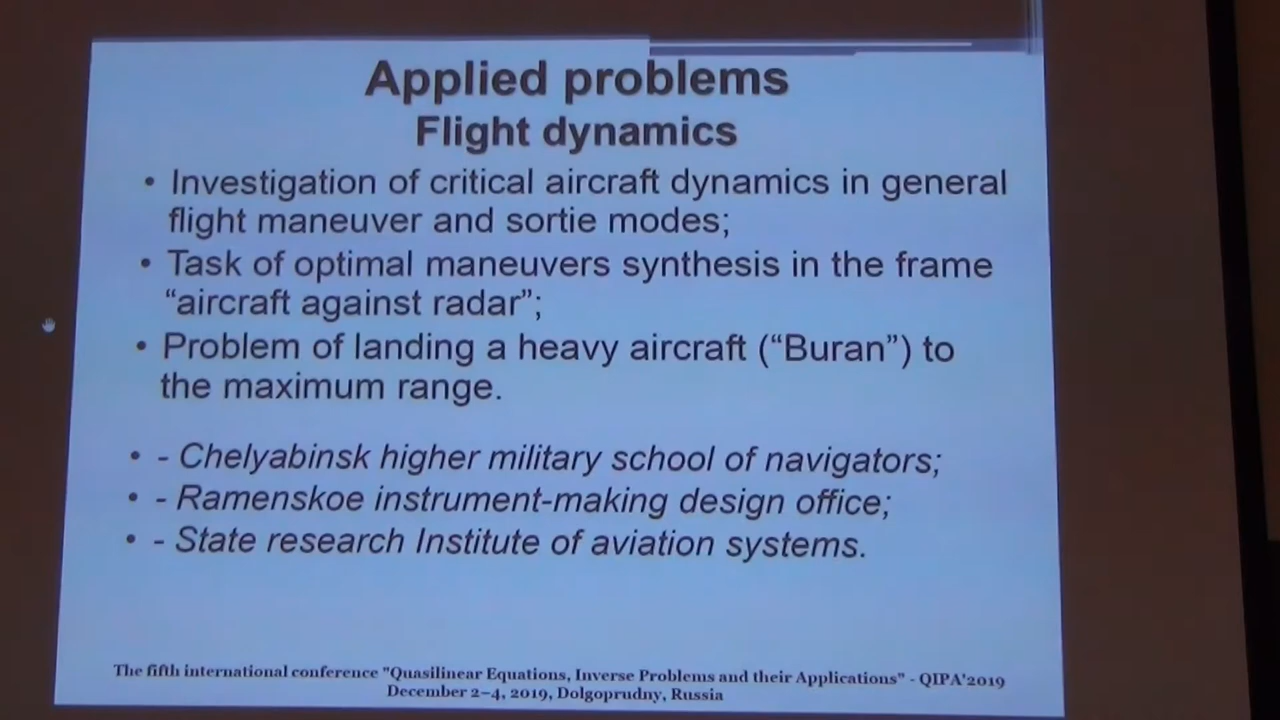 Applied problems
Flight dynamics
• Investigation of critical aircraft dynamics in general
flight maneuver and sortie modes;
• Task of optimal maneuvers synthesis in the frame
“aircraft against radar”;
• Problem of landing a heavy aircraft (“Buran”) to
the maximum range.
• - Chelyabinsk higher military school of navigators;
• - Ramenskoe instrument-making design office;
• - State research Institute of aviation systems.
The fifth international conference "Quasilinear Equations, Inverse Problems and their Applications" - QIPA'2019
December 2–4, 2019, Dolgoprudny, Russia